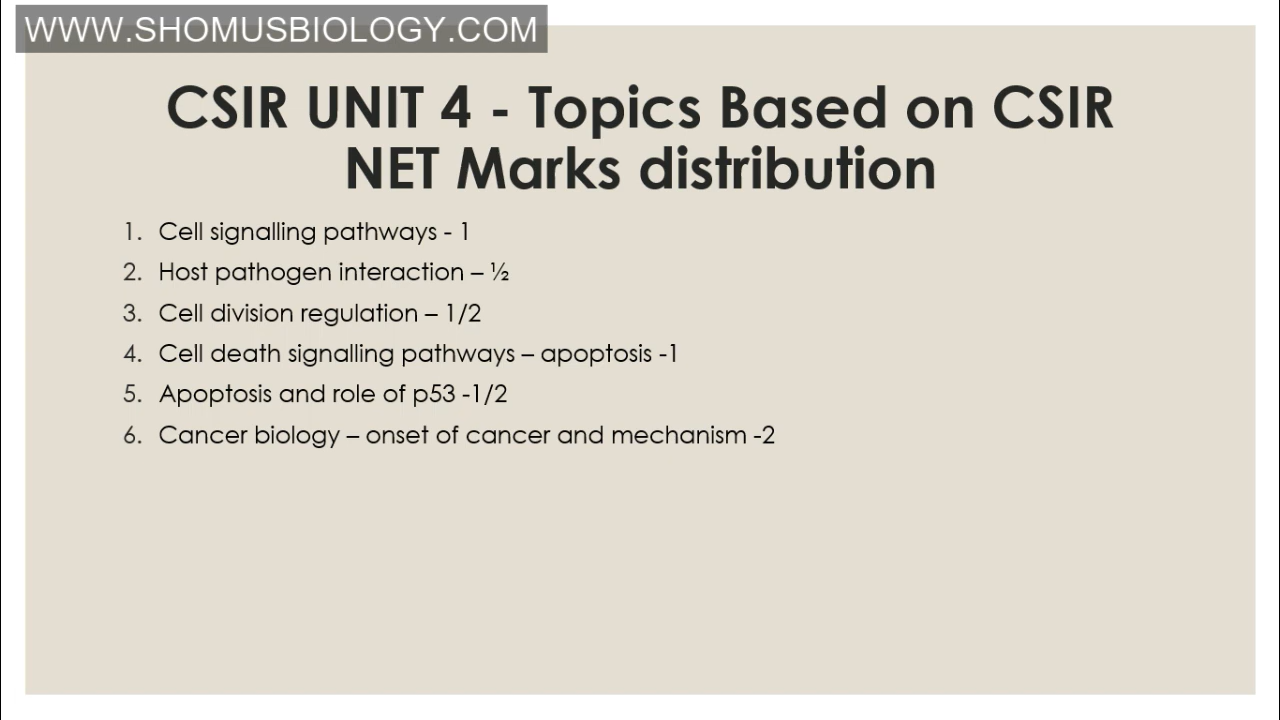 WWW.SHOMUSBIOLOGY.COM
CSIR UNIT 4 - Topics Based on CSIR
NET Marks distribution
1. Cell signalling pathways - 1
2. Host pathogen interaction – ½
3. Cell division regulation – 1/2
4. Cell death signalling pathways – apoptosis -1
5. Apoptosis and role of p53 -1/2
6. Cancer biology – onset of cancer and mechanism -2